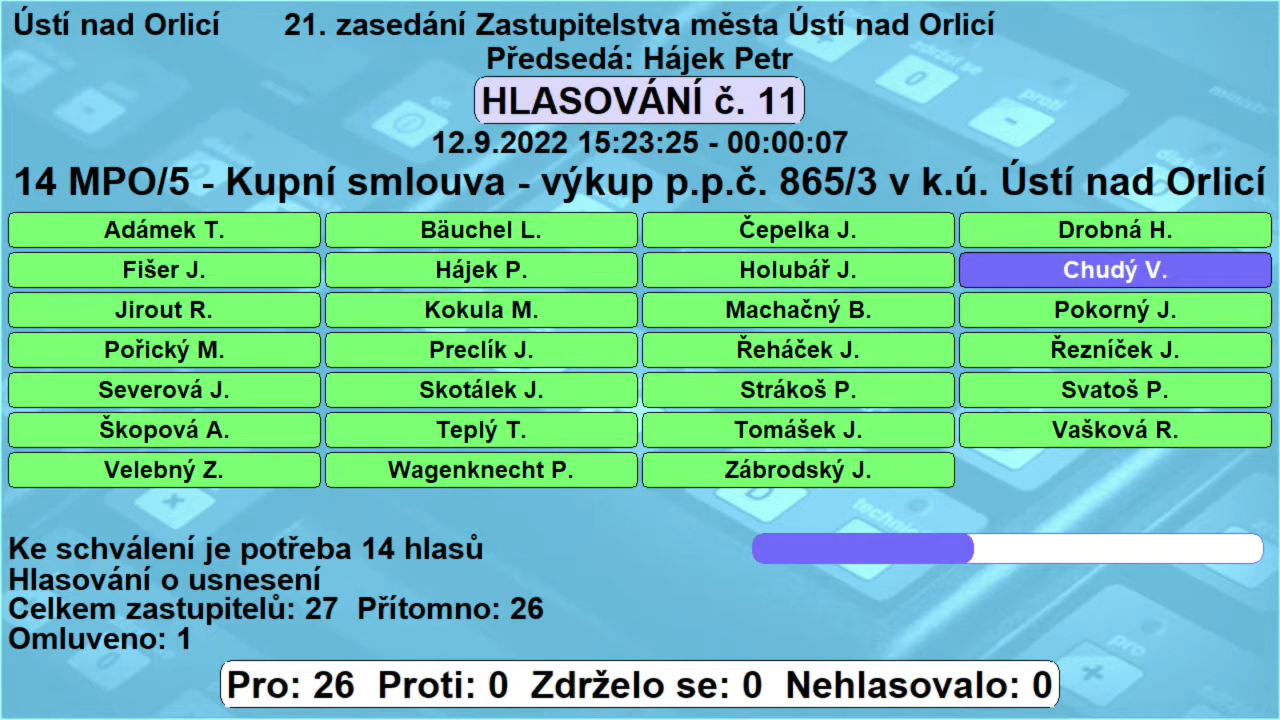 Ústí nad Orlicí 21. zasedání Zastupitelstva města Ústí nad Orlicí
Předsedá: Hájek Petr
HLASOVÁNÍ č. 11
12.9.2022 15:23:25 - 00:00:07
14 MPO/5 - Kupní smlouva - výkup p.p.č. 865/3 v k.ú. Ústí nad Orlicí
Adámek T. Bäuchel L. Čepelka J. Drobná H.
Fišer J. Hájek P. Holubář J. Chudý V.
Jirout R. Kokula M. Machačný B. Pokorný J.
Pořický M. Preclík J. Řeháček J. Řezníček J.
Severová J. Skotálek J. Strákoš P. Svatoš P.
Škopová A. Teplý T. Tomášek J. Vašková R.
Velebný Z. Wagenknecht P. Zábrodský J.
Ke schválení je potřeba 14 hlasů
Hlasování o usnesení
Celkem zastupitelů: 27 Přítomno: 26
Omluveno: 1
Pro: 26 Proti: 0 Zdrželo se: 0 Nehlasovalo: 0